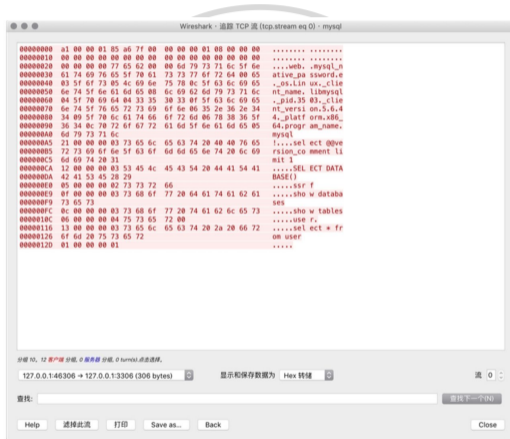 Wireshark · 追踪 TCP 流 (tcp.stream eq 0) · mysql
00000000 a1 00 00 01 85 a6 7f 00 00 00 00 01 08 00 00 00 ........ ........
00000010 00 00 00 00 00 00 00 00 00 00 00 00 00 00 00 00 ........ ........
00000020 00 00 00 00 77 65 62 00 00 6d 79 73 71 6c 5f 6e ....web. .mysql_n
00000030 61 74 69 76 65 5f 70 61 73 73 77 6f 72 64 00 65 ative_pa ssword.e
00000040 03 5f 6f 73 05 4c 69 6e 75 78 0c 5f 63 6c 69 65 ._os.Lin ux._clie
00000050 6e 74 5f 6e 61 6d 65 08 6c 69 62 6d 79 73 71 6c nt_name. libmysql
00000060 04 5f 70 69 64 04 33 35 30 33 0f 5f 63 6c 69 65 ._pid.35 03._clie
00000070 6e 74 5f 76 65 72 73 69 6f 6e 06 35 2e 36 2e 34 nt_versi on.5.6.4
00000080 34 09 5f 70 6c 61 74 66 6f 72 6d 06 78 38 36 5f 4._platf orm.x86_
00000090 36 34 0c 70 72 6f 67 72 61 6d 5f 6e 61 6d 65 05 64.progr am_name.
000000A0 6d 79 73 71 6c mysql
000000A5 21 00 00 00 03 73 65 6c 65 63 74 20 40 40 76 65 !....sel ect @@ve
000000B5 72 73 69 6f 6e 5f 63 6f 6d 6d 65 6e 74 20 6c 69 rsion_co mment li
000000C5 6d 69 74 20 31 mit 1
000000CA 12 00 00 00 03 53 45 4c 45 43 54 20 44 41 54 41 .....SEL ECT DATA
000000DA 42 41 53 45 28 29 BASE()
000000E0 05 00 00 00 02 73 73 72 66 .....ssr f
000000E9 0f 00 00 00 03 73 68 6f 77 20 64 61 74 61 62 61 .....sho w databa
000000F9 73 65 73 ses
000000FC 0c 00 00 00 03 73 68 6f 77 20 74 61 62 6c 65 73 .....sho w tables
0000010C 06 00 00 00 04 75 73 65 72 00 .....use r.
00000116 13 00 00 00 03 73 65 6c 65 63 74 20 2a 20 66 72 .....sel ect * fr
00000126 6f 6d 20 75 73 65 72 om user
0000012D 01 00 00 00 01 .....
分组 10。12 客户端 分组, 0 服务器 分组, 0 turn(s).点击选择。
127.0.0.1:46306 → 127.0.0.1:3306 (306 bytes) 显示和保存数据为 Hex 转储 流 0
查找: 查找下一个(N)
Help 滤掉此流 打印 Save as... Back Close